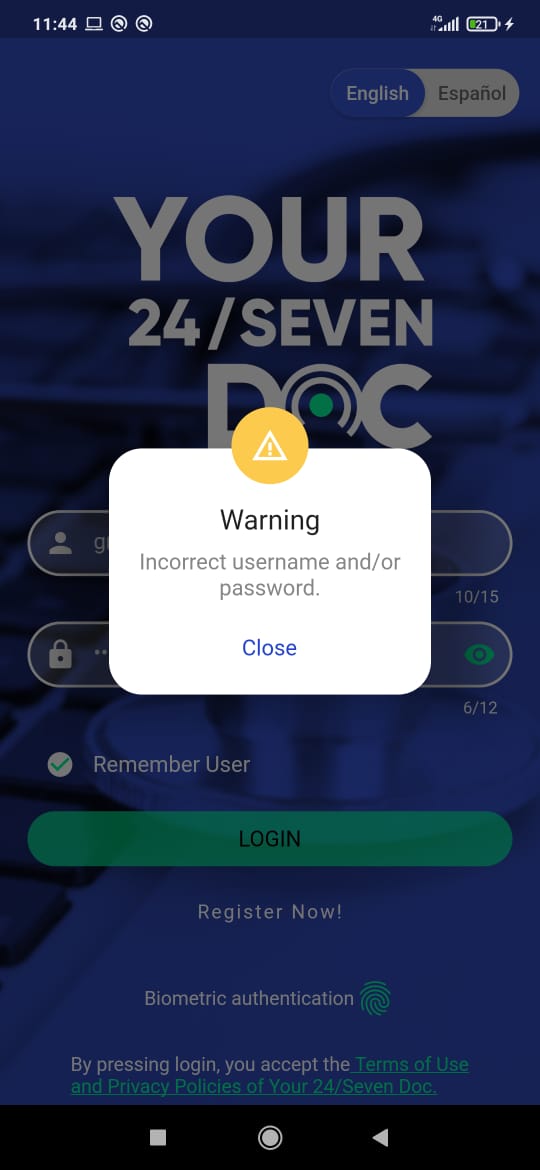 11:44
4G
21
English Español
YOUR
24/SEVEN
DOC
Warning
Incorrect username and/or
password.
Close
10/15
6/12
Remember User
LOGIN
Register Now!
Biometric authentication
By pressing login, you accept the Terms of Use
and Privacy Policies of Your 24/Seven Doc.